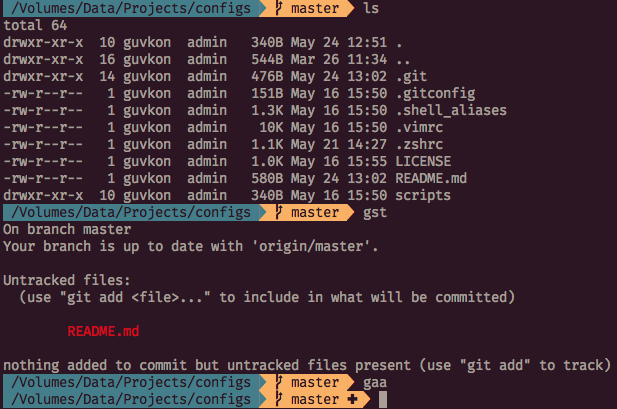 /Volumes/Data/Projects/configs master ls
total 64
drwxr-xr-x 10 guvkon admin 340B May 24 12:51 .
drwxr-xr-x 16 guvkon admin 544B Mar 26 11:34 ..
drwxr-xr-x 14 guvkon admin 476B May 24 13:02 .git
-rw-r--r-- 1 guvkon admin 151B May 16 15:50 .gitconfig
-rw-r--r-- 1 guvkon admin 1.3K May 16 15:50 .shell_aliases
-rw-r--r-- 1 guvkon admin 10K May 16 15:50 .vimrc
-rw-r--r-- 1 guvkon admin 1.1K May 21 14:27 .zshrc
-rw-r--r-- 1 guvkon admin 1.0K May 16 15:55 LICENSE
-rw-r--r-- 1 guvkon admin 580B May 24 13:02 README.md
drwxr-xr-x 10 guvkon admin 340B May 16 15:50 scripts
/Volumes/Data/Projects/configs master gst
On branch master
Your branch is up to date with 'origin/master'.
Untracked files:
(use "git add <file>..." to include in what will be committed)
README.md
nothing added to commit but untracked files present (use "git add" to track)
/Volumes/Data/Projects/configs master gaa
/Volumes/Data/Projects/configs master ✚